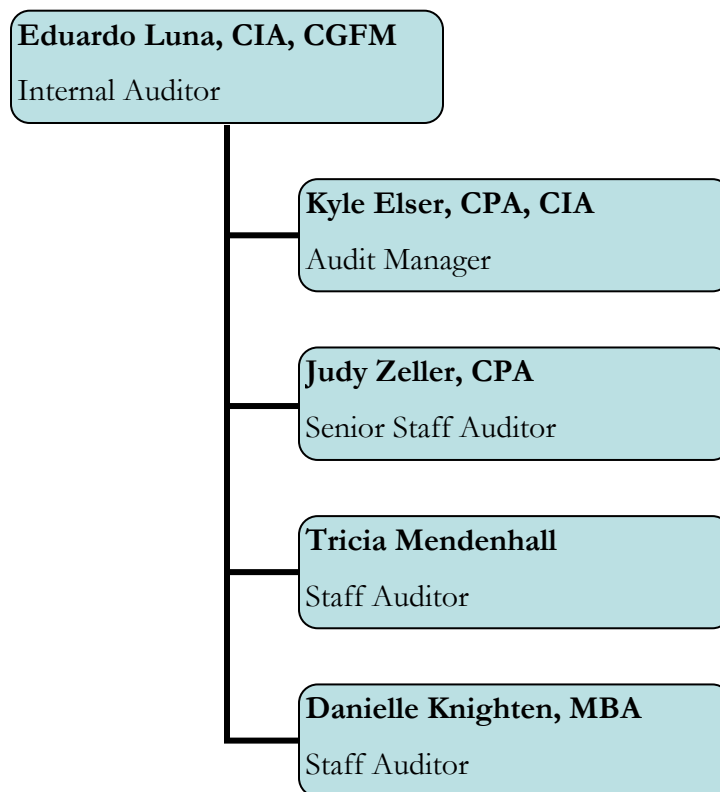 Eduardo Luna, CIA, CGFM
Internal Auditor
Kyle Elser, CPA, CIA
Audit Manager
Judy Zeller, CPA
Senior Staff Auditor
Tricia Mendenhall
Staff Auditor
Danielle Knighten, MBA
Staff Auditor